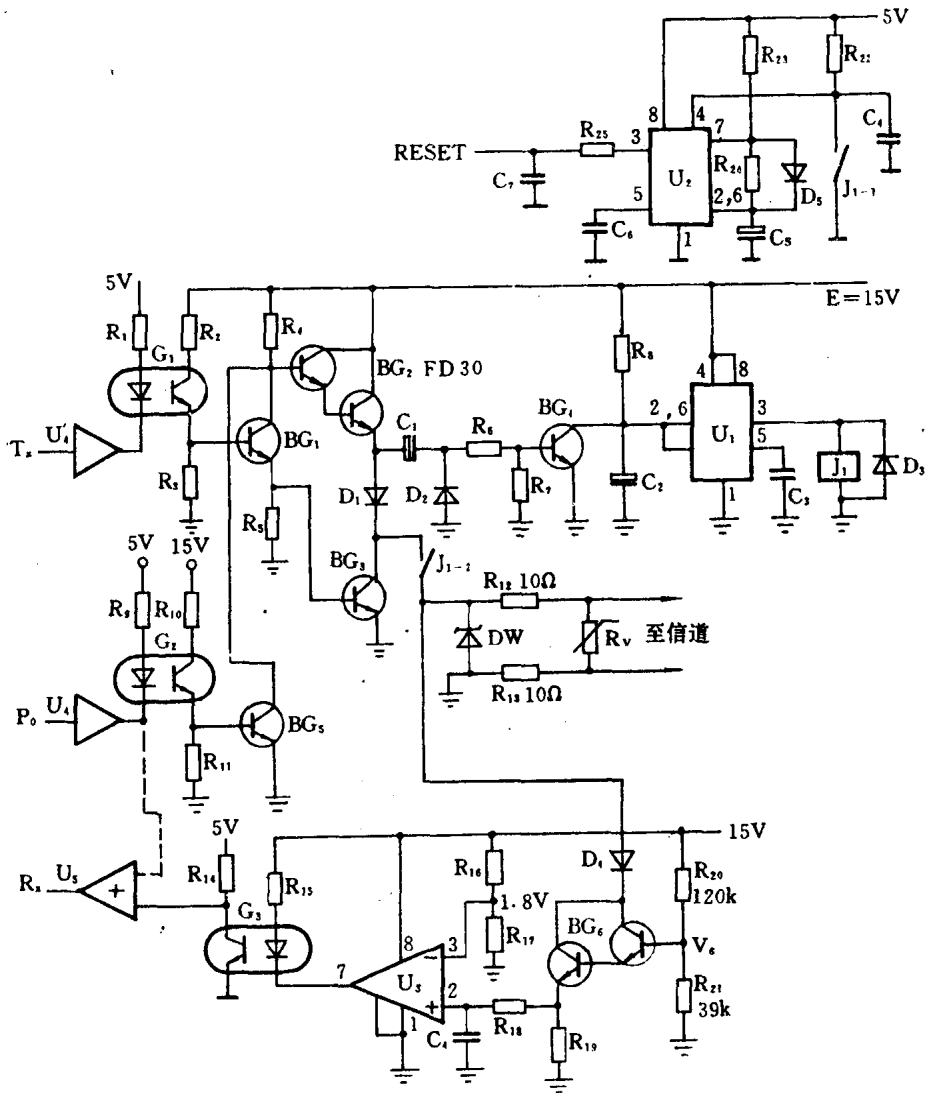 5V
R₂₃
R₂₂
8
4
7
C₄
3
R₂₅
RESET
C₇
U₂
R₂₄
D₅
J₁₋₁
5
2,6
C₆
1
C₅
5V
E=15V
R₁
R₂
R₄
G₁
BG₂ FD30
R₈
4
8
BG₄
2,6
3
Tₓ
U₄′
BG₁
C₁
R₆
U₁
5
R₃
D₁
D₂
R₇
C₂
J₁
D₃
C₃
1
R₅
5V
15V
BG₃
J₁₋₂
R₁₂ 10Ω
R₉
R₁₀
G₂
DW
Rᵥ
至信道
R₁₃ 10Ω
P₀
U₄
BG₅
R₁₁
5V
15V
R₁₆
D₄
R₂₀
120k
Rₓ
U₅
+
R₁₄
R₁₅
1.8V
G₃
BG₆
8
3
R₁₇
V₆
7
−
U₃
+
2
R₂₁
39k
1
C₄
R₁₈
R₁₉